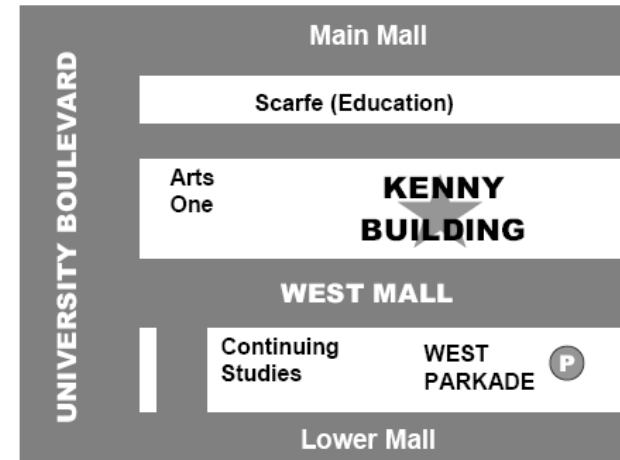 Main Mall
UNIVERSITY BOULEVARD
Scarfe (Education)
Arts
One
KENNY
BUILDING
WEST MALL
Continuing
Studies
WEST
PARKADE
P
Lower Mall